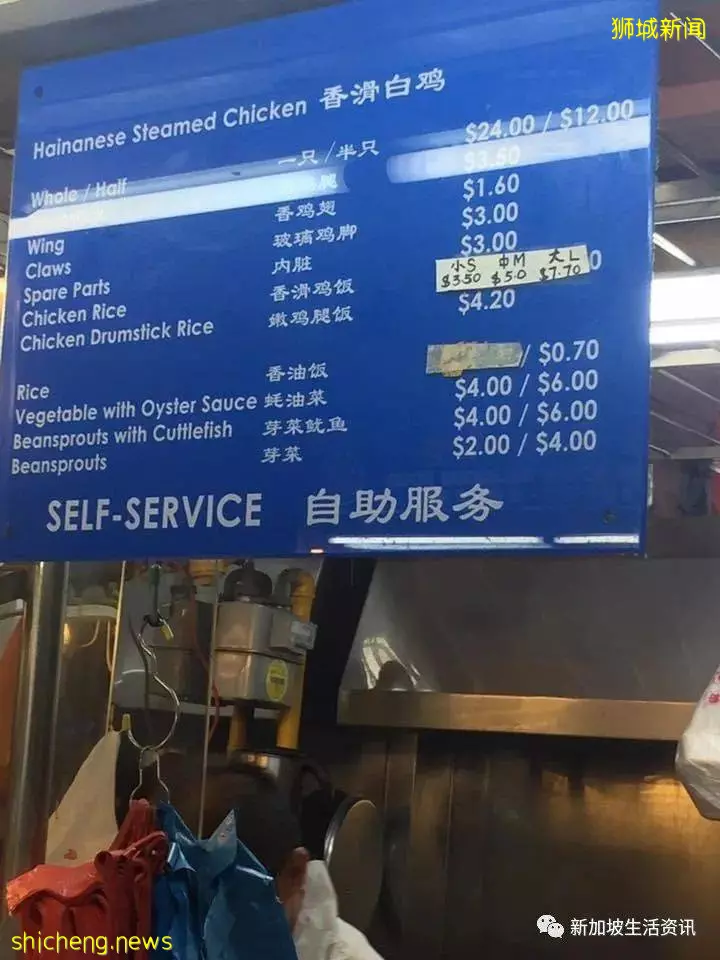 狮城新闻
Hainanese Steamed Chicken 香滑白鸡
Whole / Half 一只/半只 $24.00 / $12.00
腿 $3.50
Wing 香鸡翅 $1.60
Claws 玻璃鸡脚 $3.00
Spare Parts 内脏 $3.00
Chicken Rice 香滑鸡饭 小S 中M 大L 0
$3.50 $5.0 $7.70
Chicken Drumstick Rice 嫩鸡腿饭 $4.20
Rice 香油饭 / $0.70
Vegetable with Oyster Sauce 蚝油菜 $4.00 / $6.00
Beansprouts with Cuttlefish 芽菜鱿鱼 $4.00 / $6.00
Beansprouts 芽菜 $2.00 / $4.00
SELF-SERVICE 自助服务
shicheng.news
新加坡生活资讯